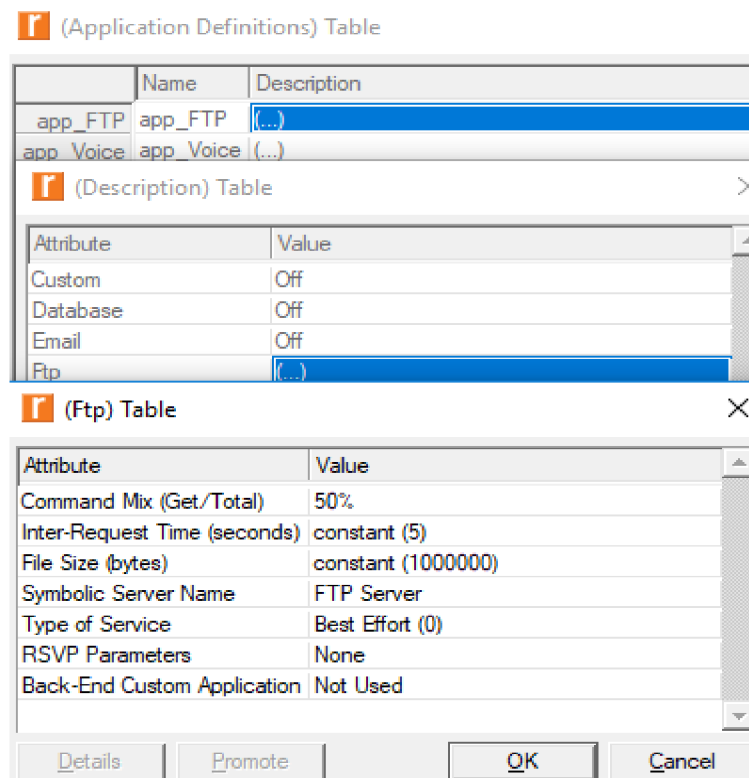 r (Application Definitions) Table
Name Description
app_FTP app_FTP (...)
app_Voice app_Voice (...)
r (Description) Table
Attribute Value
Custom Off
Database Off
Email Off
Ftp (...)
r (Ftp) Table
Attribute Value
Command Mix (Get/Total) 50%
Inter-Request Time (seconds) constant (5)
File Size (bytes) constant (1000000)
Symbolic Server Name FTP Server
Type of Service Best Effort (0)
RSVP Parameters None
Back-End Custom Application Not Used
Details Promote OK Cancel